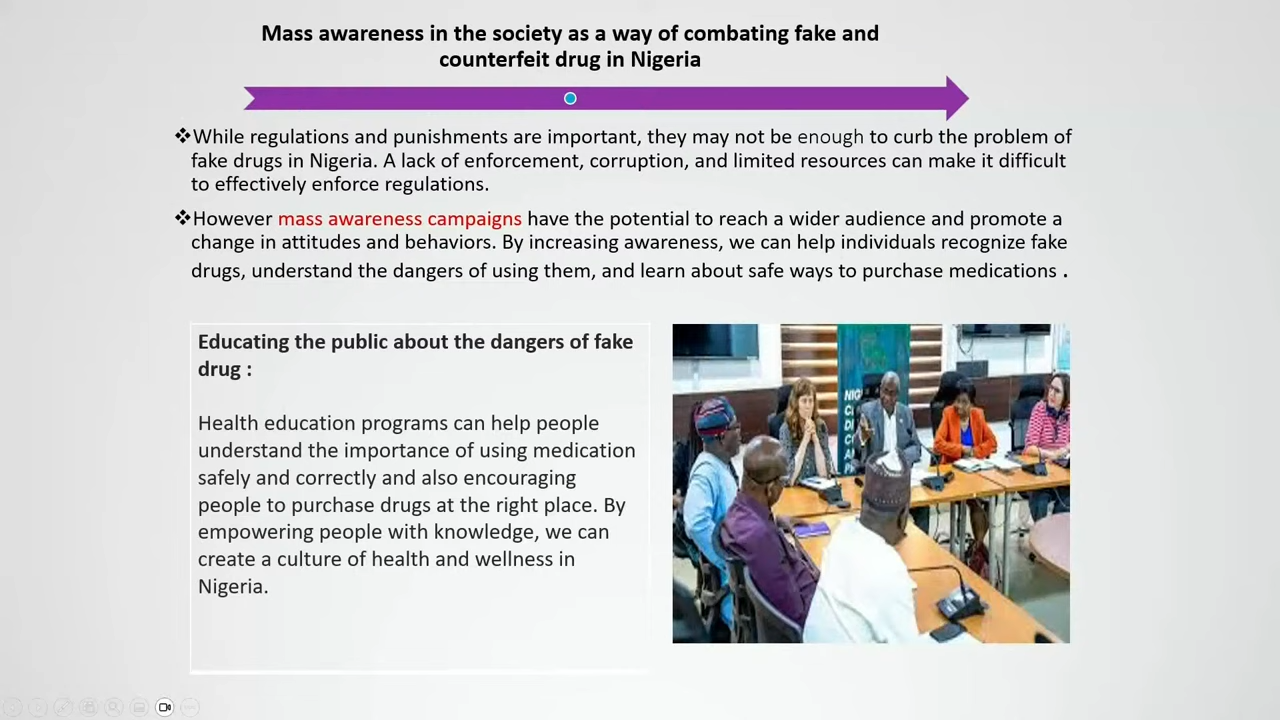 Mass awareness in the society as a way of combating fake and
counterfeit drug in Nigeria
❖While regulations and punishments are important, they may not be enough to curb the problem of
fake drugs in Nigeria. A lack of enforcement, corruption, and limited resources can make it difficult
to effectively enforce regulations.
❖However mass awareness campaigns have the potential to reach a wider audience and promote a
change in attitudes and behaviors. By increasing awareness, we can help individuals recognize fake
drugs, understand the dangers of using them, and learn about safe ways to purchase medications .
Educating the public about the dangers of fake
drug :
Health education programs can help people
understand the importance of using medication
safely and correctly and also encouraging
people to purchase drugs at the right place. By
empowering people with knowledge, we can
create a culture of health and wellness in
Nigeria.